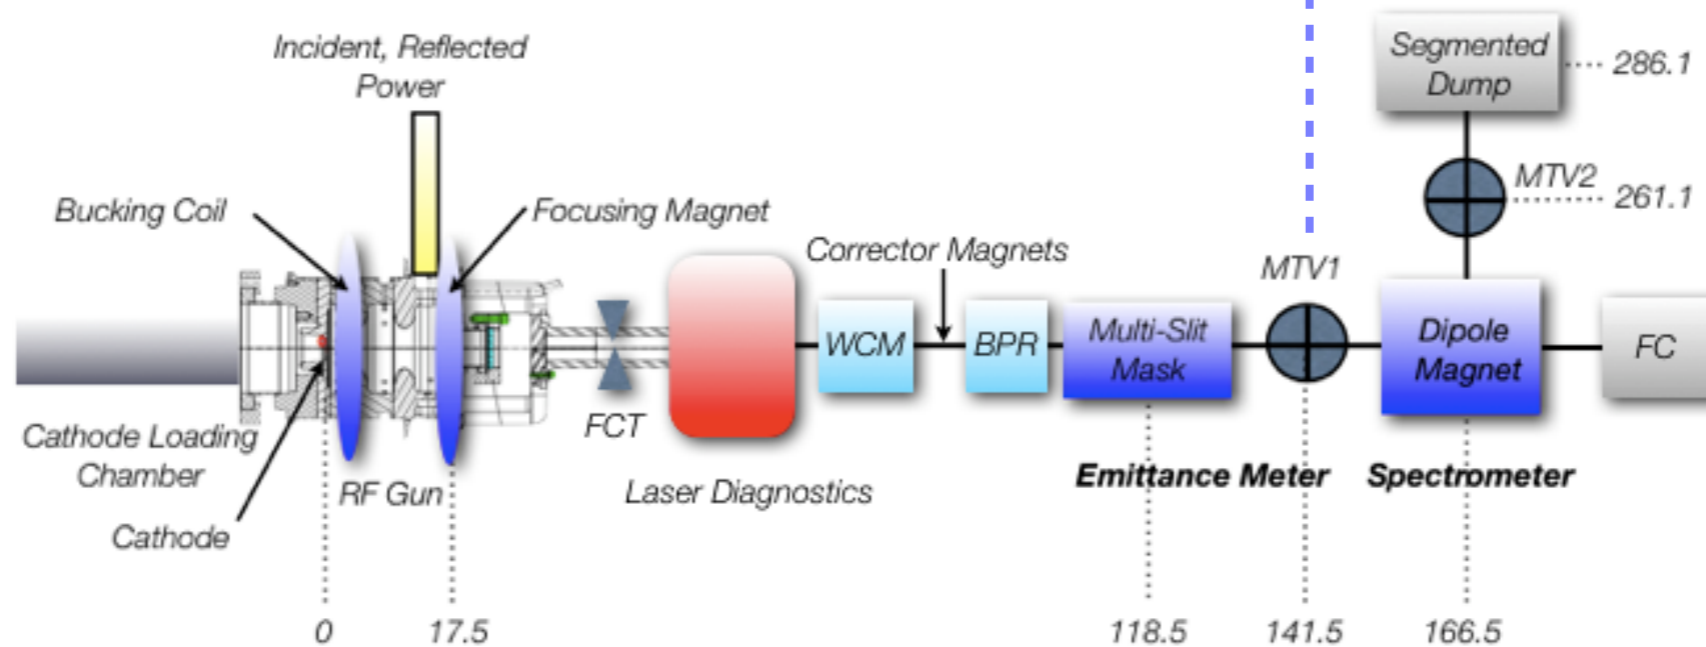 Incident, Reflected
Power
Segmented
Dump
286.1
MTV2
261.1
Bucking Coil
Focusing Magnet
Corrector Magnets
MTV1
WCM
BPR
Multi-Slit
Mask
Dipole
Magnet
FC
FCT
Cathode Loading
Chamber
RF Gun
Laser Diagnostics
Emittance Meter
Spectrometer
Cathode
0
17.5
118.5
141.5
166.5